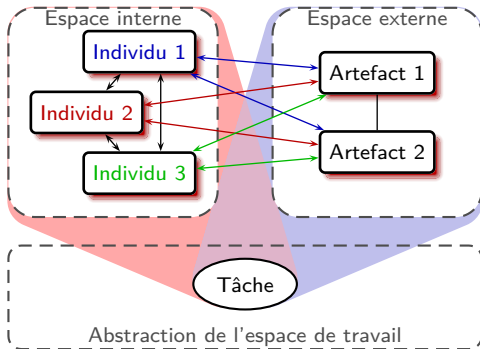 Espace interne
Espace externe
Individu 1
Artefact 1
Individu 2
Artefact 2
Individu 3
Tâche
Abstraction de l'espace de travail